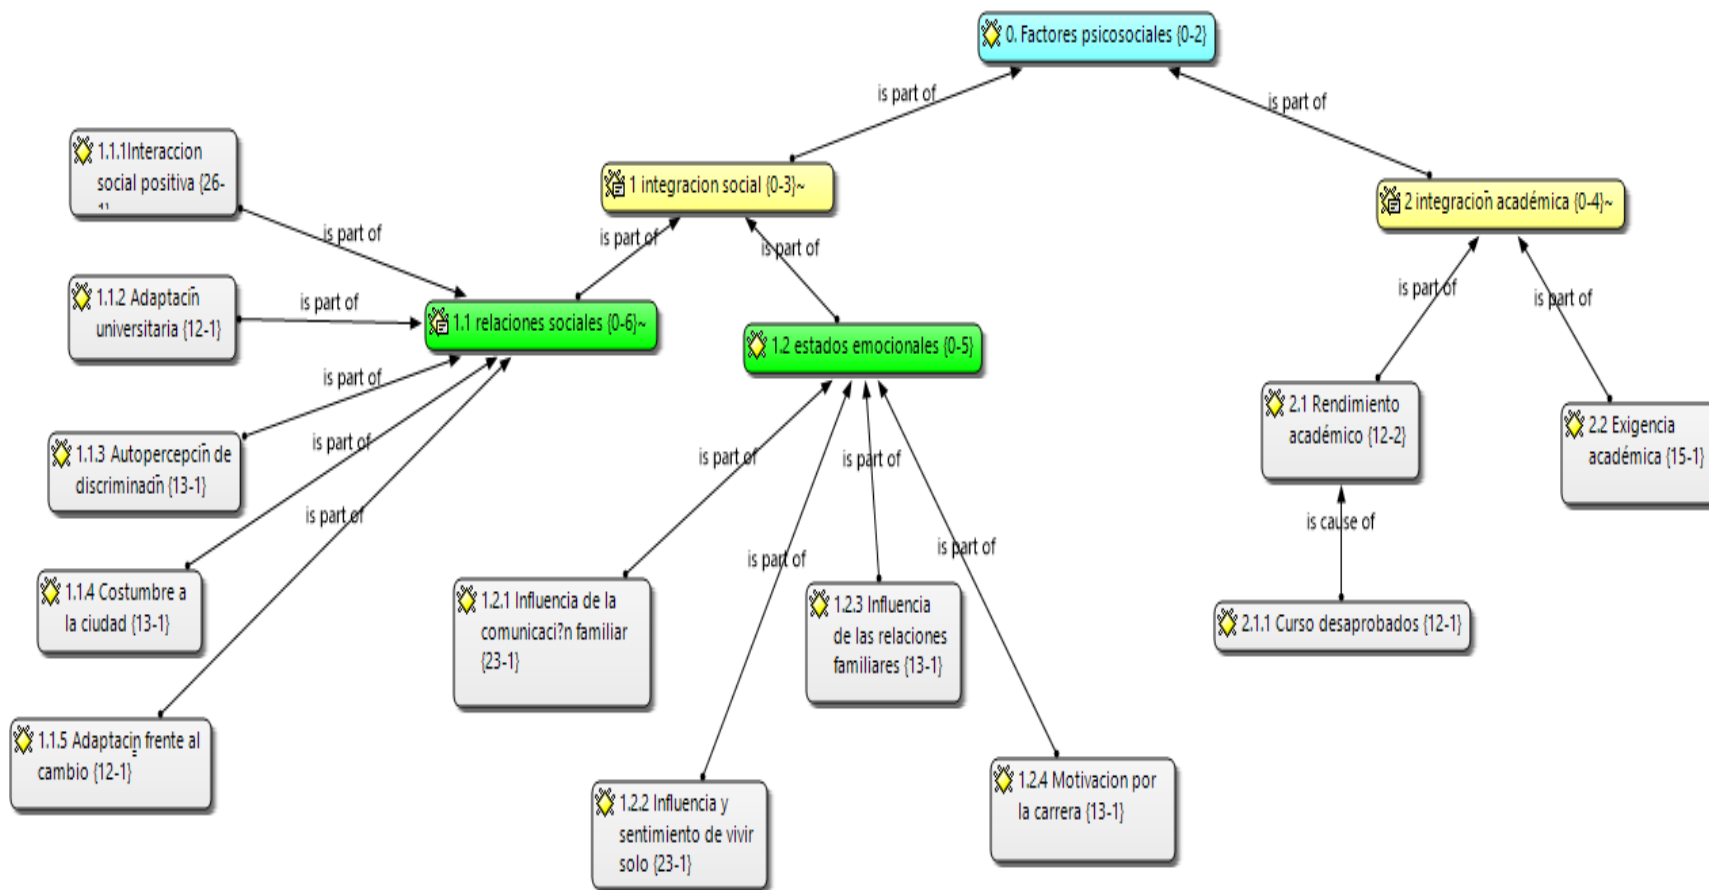 0. Factores psicosociales {0-2}
is part of
is part of
1.1.1Interaccion
social positiva {26-
1 integracion social {0-3}~
2 integración académica {0-4}~
is part of
is part of
is part of
1.1.2 Adaptacin̄
universitaria {12-1}
is part of
1.1 relaciones sociales {0-6}~
1.2 estados emocionales {0-5}
is part of
is part of
is part of
1.1.3 Autopercepcin̄ de
discriminadn̄ {13-1}
is part of
is part of
2.1 Rendimiento
académico {12-2}
2.2 Exigencia
académica {15-1}
is part of
is part of
is part of
is part of
is cause of
1.1.4 Costumbre a
la ciudad {13-1}
1.2.1 Influencia de la
comunicaci?n familiar
{23-1}
1.2.3 Influencia
de las relaciones
familiares {13-1}
2.1.1 Curso desaprobados {12-1}
1.1.5 Adaptacin frente al
cambio {12-1}
1.2.2 Influencia y
sentimiento de vivir
solo {23-1}
1.2.4 Motivacion por
la carrera {13-1}